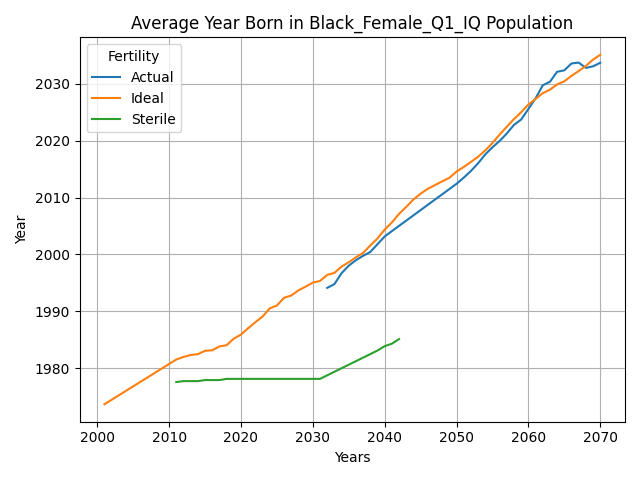 Average Year Born in Black_Female_Q1_IQ Population
Fertility
Actual
Ideal
Sterile
2030
2020
2010
2000
1990
1980
Year
2000 2010 2020 2030 2040 2050 2060 2070
Years